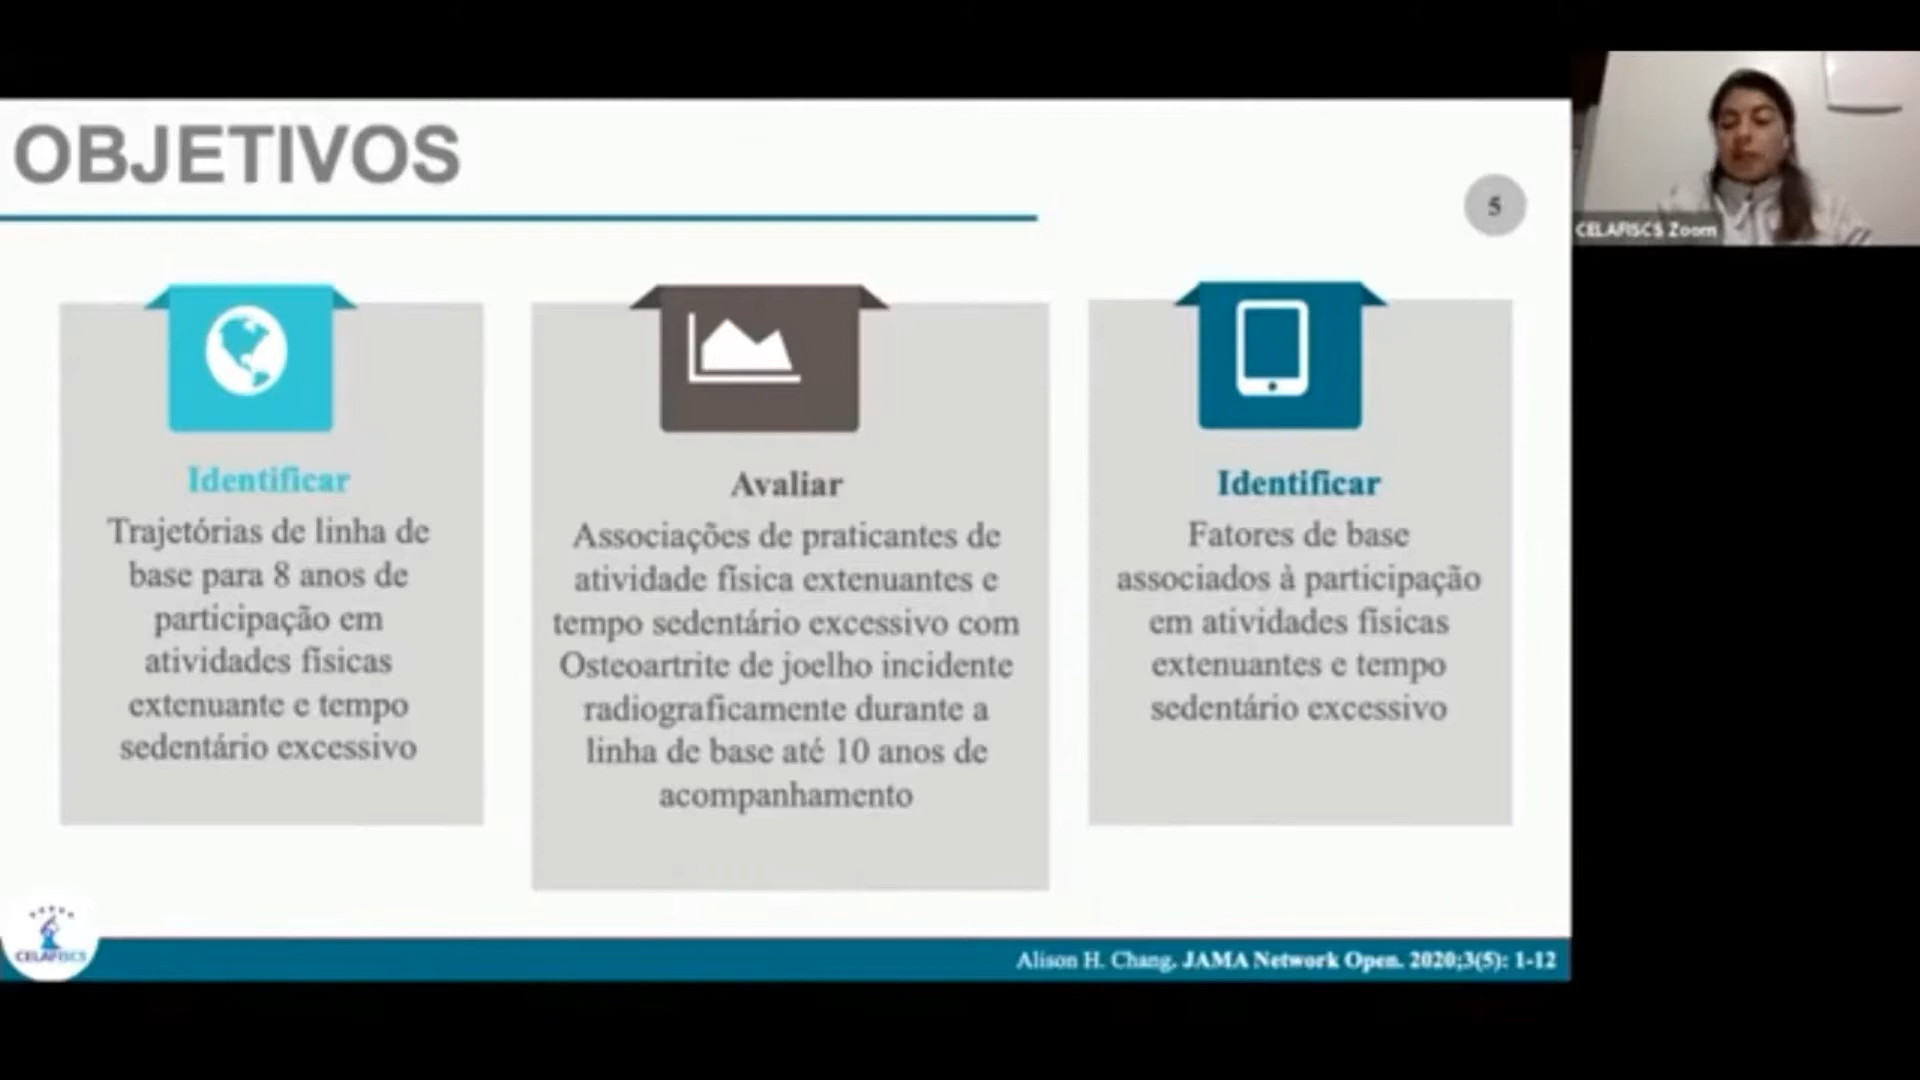 OBJETIVOS
5
CELAFISCS Zoom
Identificar
Trajetórias de linha de
base para 8 anos de
participação em
atividades físicas
extenuante e tempo
sedentário excessivo
Avaliar
Associações de praticantes de
atividade física extenuantes e
tempo sedentário excessivo com
Osteoartrite de joelho incidente
radiograficamente durante a
linha de base até 10 anos de
acompanhamento
Identificar
Fatores de base
associados à participação
em atividades físicas
extenuantes e tempo
sedentário excessivo
CELAFISCS
Alison H. Chang. JAMA Network Open. 2020;3(5): 1-12